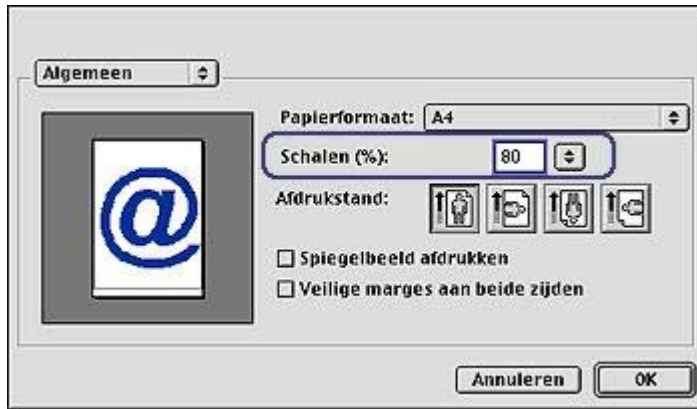 Algemeen
Papierformaat: A4
Schalen (%): 80
Afdrukstand:
Spiegelbeeld afdrukken
Veilige marges aan beide zijden
@
Annuleren OK